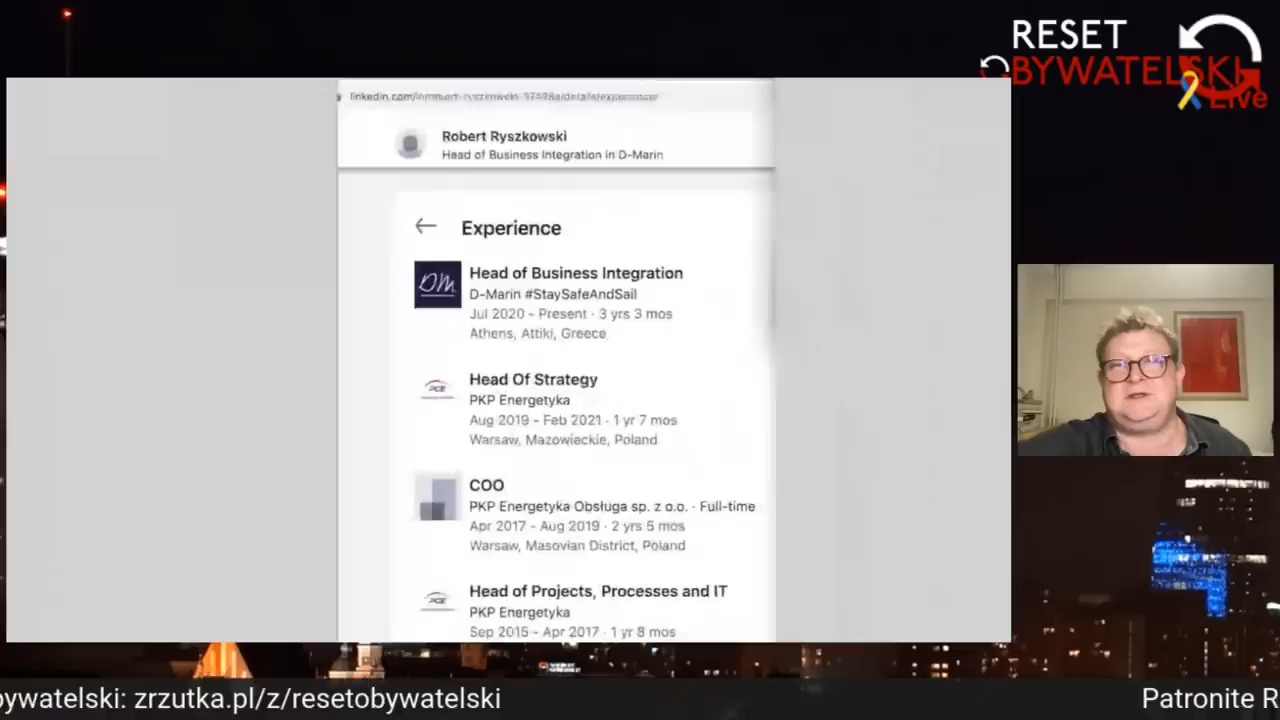 RESET
OBYWATELSKI
Live
Robert Ryszkowski
Head of Business Integration in D-Marin
Experience
DM
Head of Business Integration
D-Marin #StaySafeAndSail
Jul 2020 - Present · 3 yrs 3 mos
Athens, Attiki, Greece
PGE
Head Of Strategy
PKP Energetyka
Aug 2019 - Feb 2021 · 1 yr 7 mos
Warsaw, Mazowieckie, Poland
COO
PKP Energetyka Obsługa sp. z o.o. · Full-time
Apr 2017 - Aug 2019 · 2 yrs 5 mos
Warsaw, Masovian District, Poland
PGE
Head of Projects, Processes and IT
PKP Energetyka
Sep 2015 - Apr 2017 · 1 yr 8 mos
bywatelski: zrzutka.pl/z/resetobywatelski
Patronite R